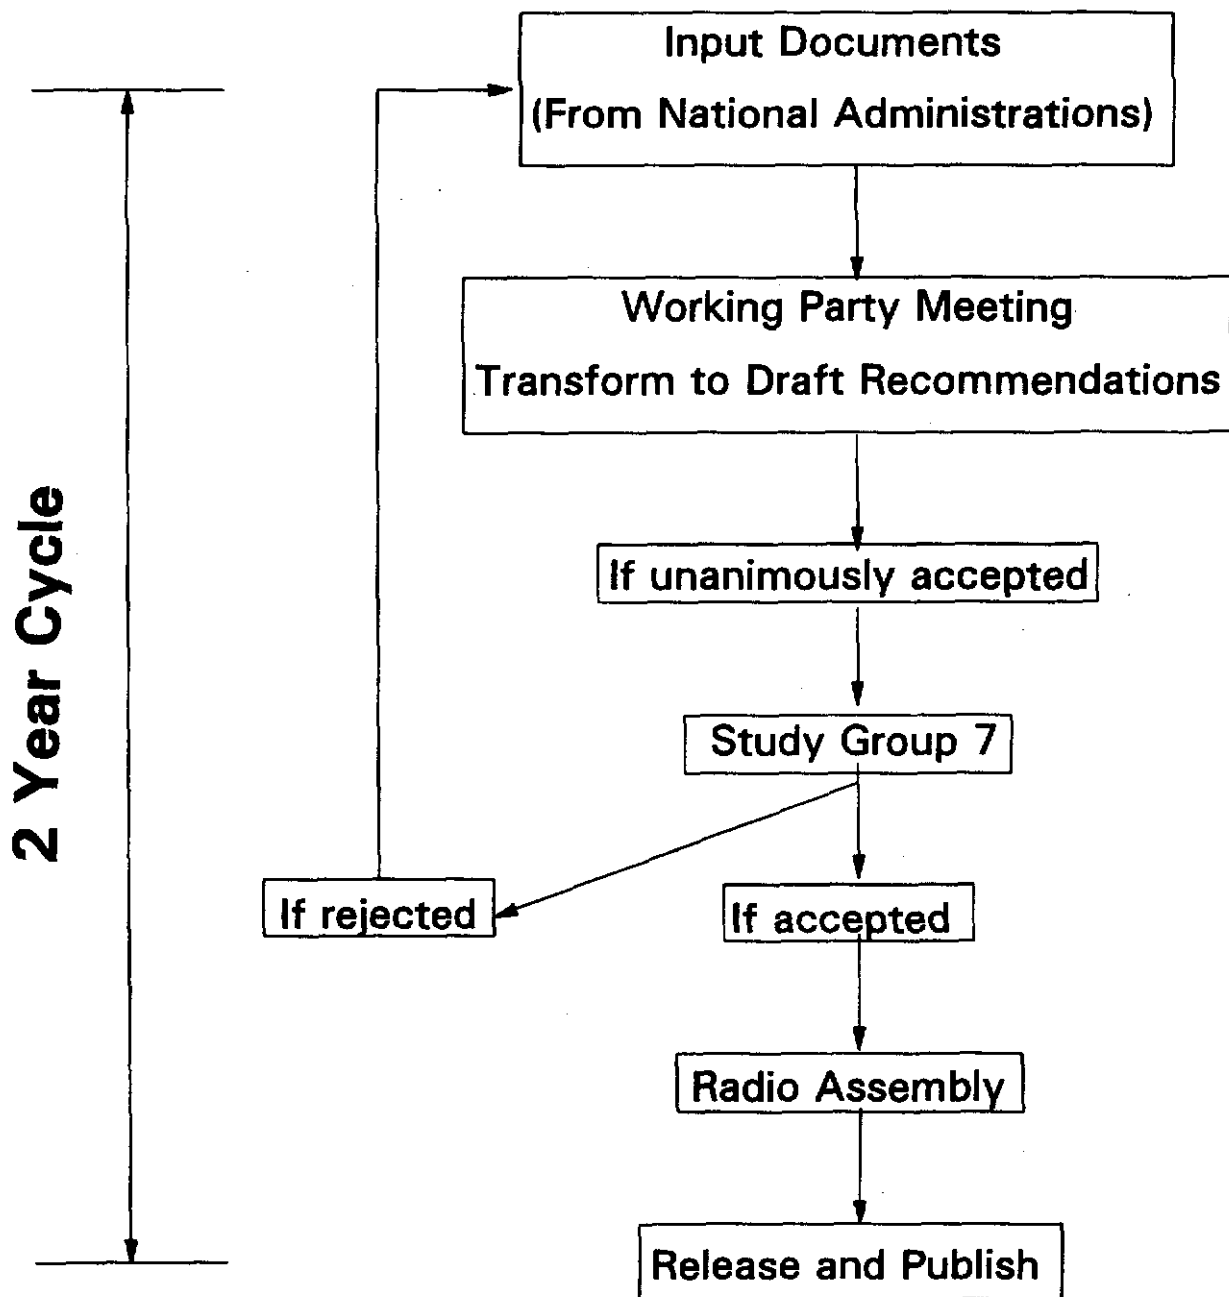 Input Documents
(From National Administrations)
Working Party Meeting
Transform to Draft Recommendations
If unanimously accepted
2 Year Cycle
Study Group 7
If rejected
If accepted
Radio Assembly
Release and Publish